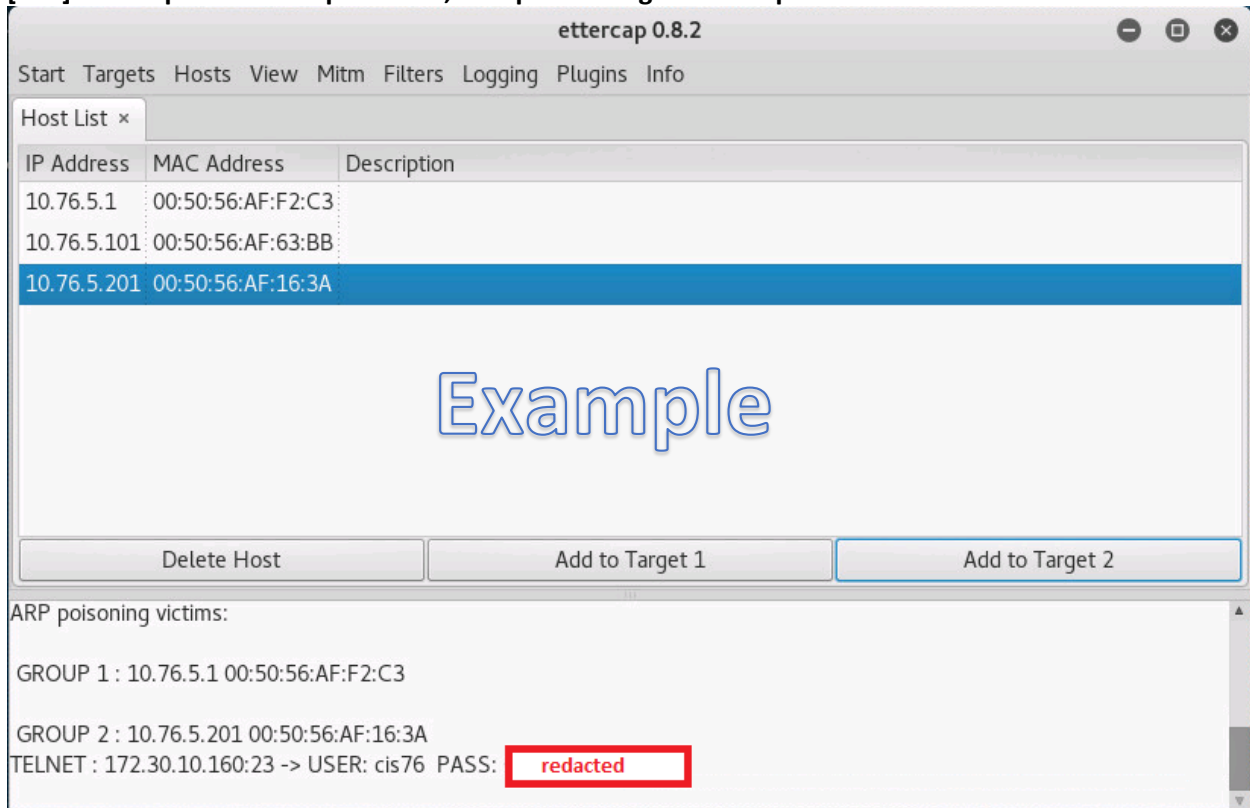 ettercap 0.8.2
Start Targets Hosts View Mitm Filters Logging Plugins Info
Host List ×
IP Address MAC Address Description
10.76.5.1 00:50:56:AF:F2:C3
10.76.5.101 00:50:56:AF:63:BB
10.76.5.201 00:50:56:AF:16:3A
Example
Delete Host Add to Target 1 Add to Target 2
ARP poisoning victims:
GROUP 1 : 10.76.5.1 00:50:56:AF:F2:C3
GROUP 2 : 10.76.5.201 00:50:56:AF:16:3A
TELNET : 172.30.10.160:23 -> USER: cis76 PASS: redacted